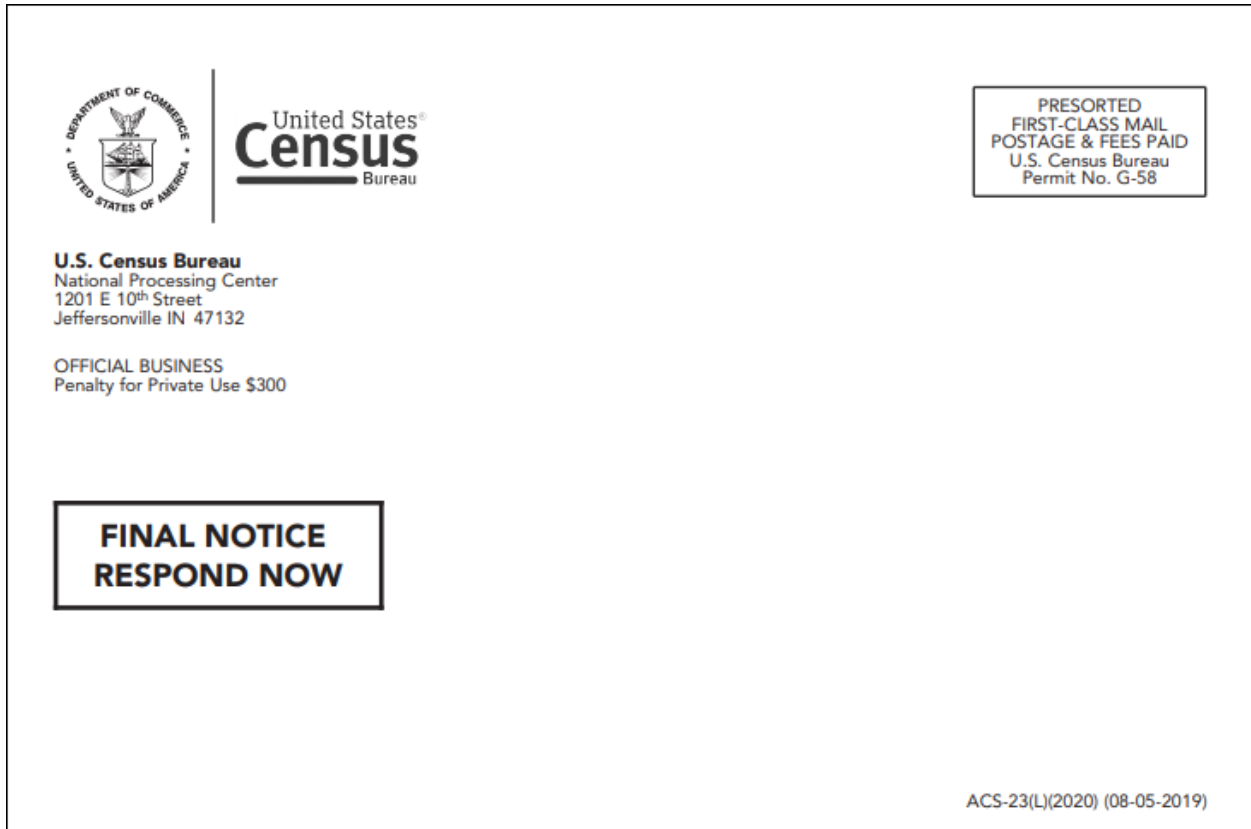 DEPARTMENT OF COMMERCE
UNITED STATES OF AMERICA
United States®
Census
Bureau
PRESORTED
FIRST-CLASS MAIL
POSTAGE & FEES PAID
U.S. Census Bureau
Permit No. G-58
U.S. Census Bureau
National Processing Center
1201 E 10th Street
Jeffersonville IN 47132
OFFICIAL BUSINESS
Penalty for Private Use $300
FINAL NOTICE
RESPOND NOW
ACS-23(L)(2020) (08-05-2019)